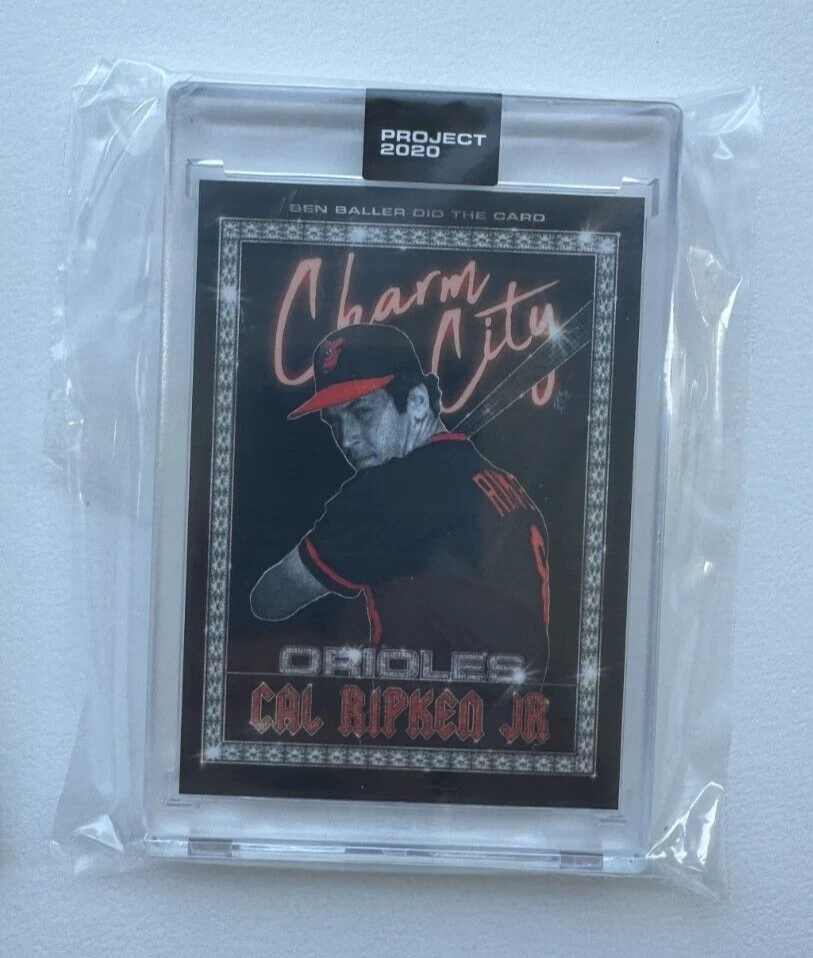 PROJECT
2020
BEN BALLER DID THE CARD
Charm
City
ORIOLES
CAL RIPKEN JR